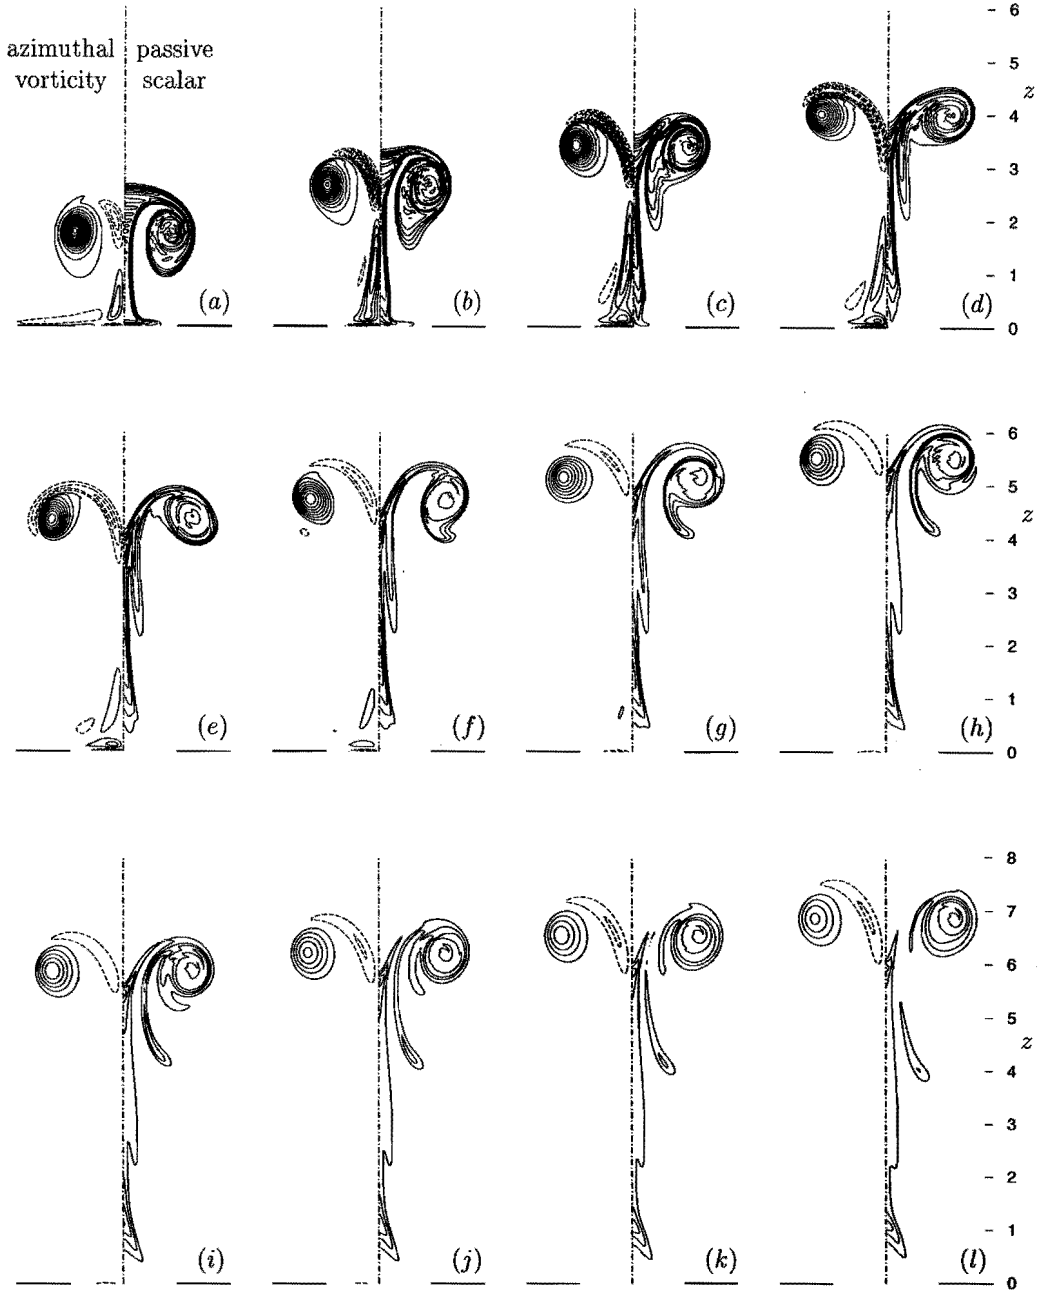 azimuthal passive
vorticity scalar
– 6
– 5
z
– 4
– 3
– 2
– 1
– 0
(a) (b) (c) (d)
– 6
– 5
z
– 4
– 3
– 2
– 1
– 0
(e) (f) (g) (h)
– 8
– 7
– 6
– 5
z
– 4
– 3
– 2
– 1
– 0
(i) (j) (k) (l)